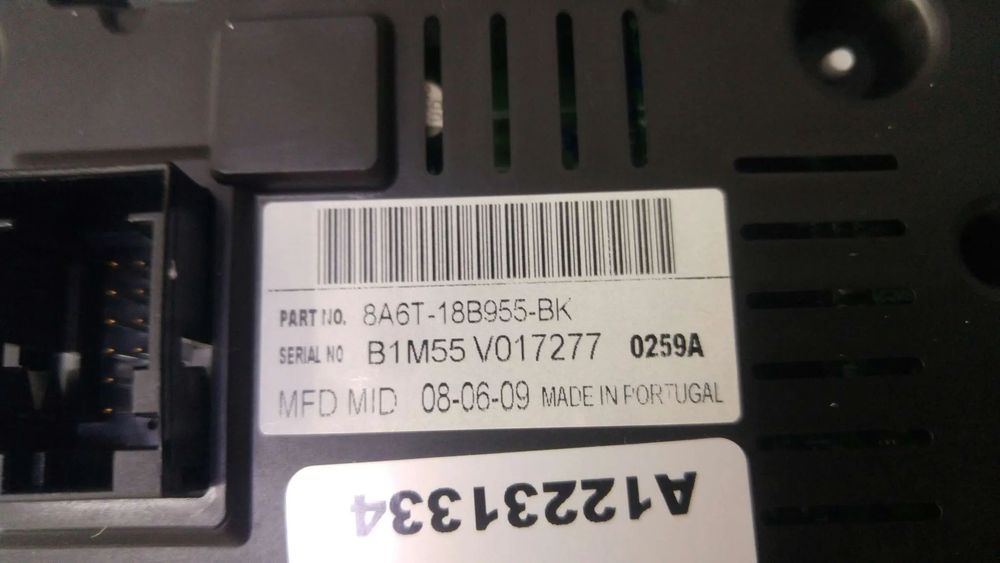 PART NO. 8A6T-18B955-BK
SERIAL NO B1M55 V017277 0259A
MFD MID 08-06-09 MADE IN PORTUGAL
A12231334